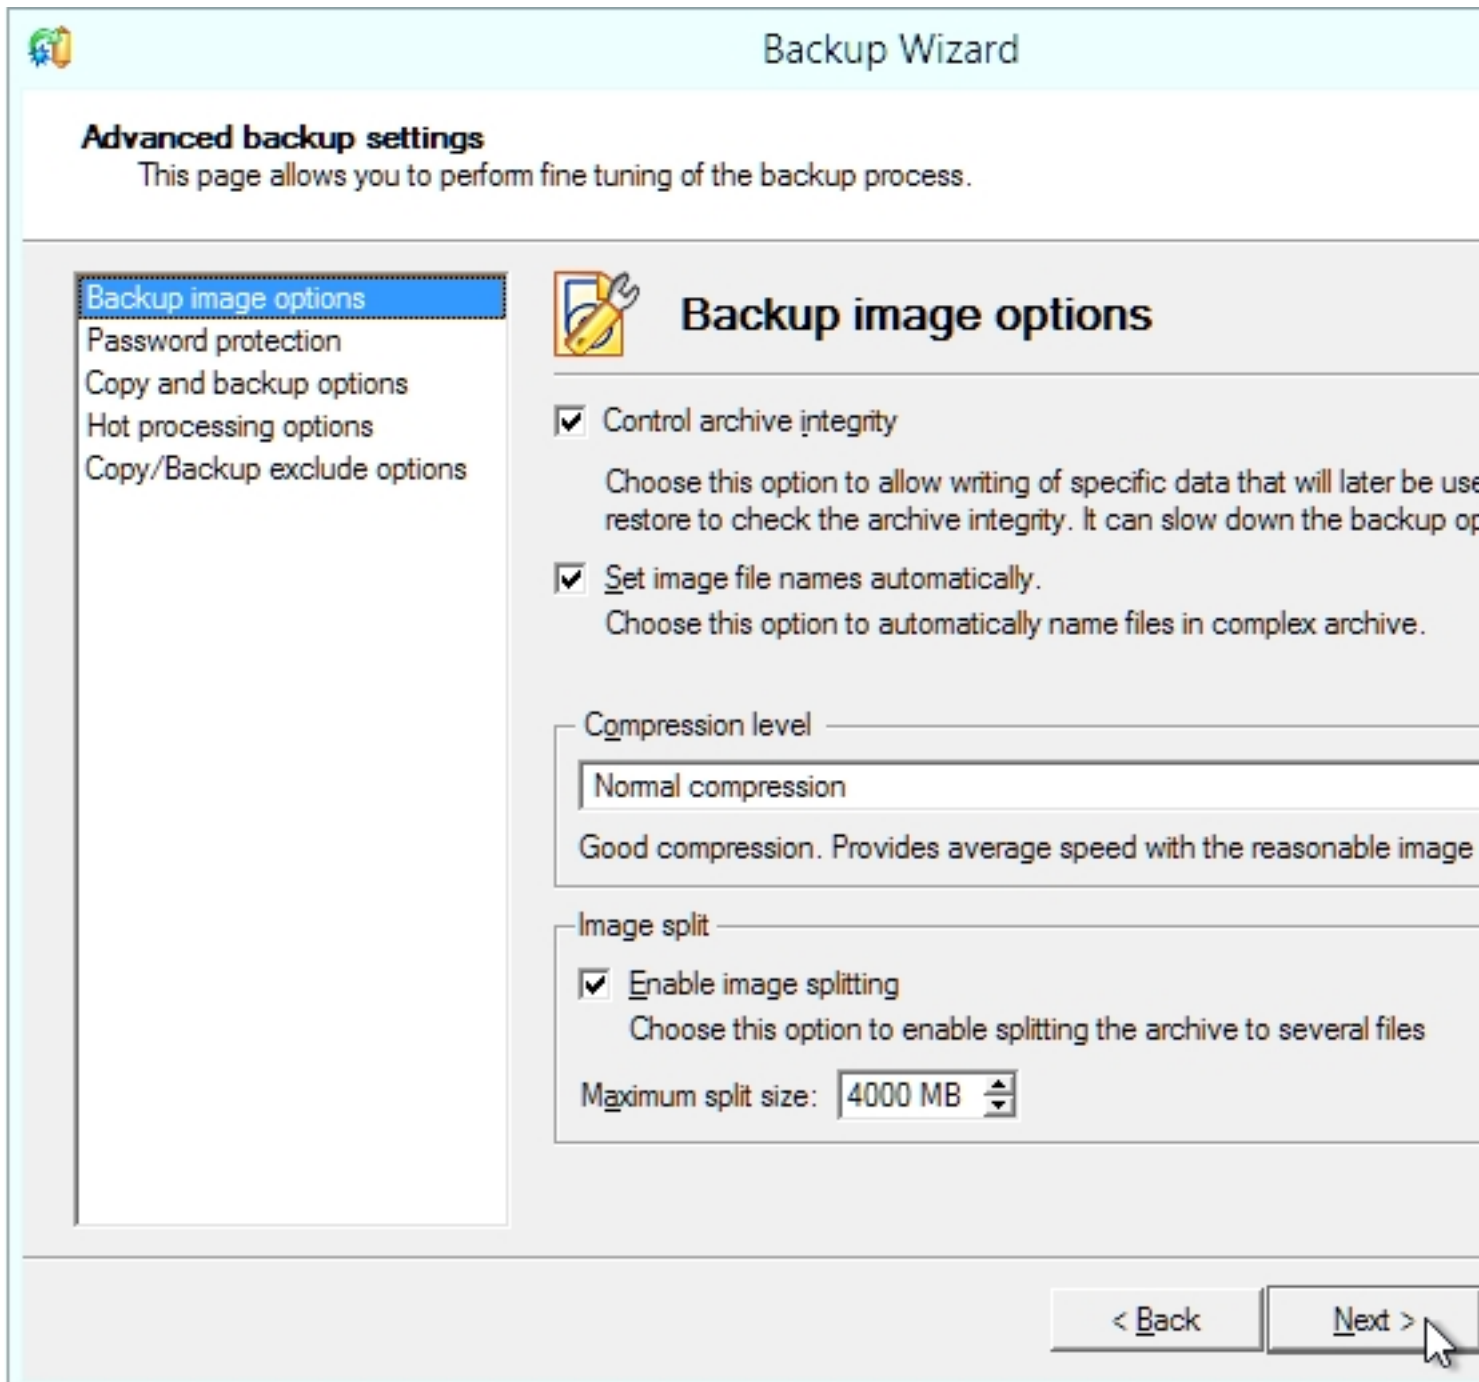 Backup Wizard
Advanced backup settings
This page allows you to perform fine tuning of the backup process.
Backup image options
Password protection
Copy and backup options
Hot processing options
Copy/Backup exclude options
Backup image options
Control archive integrity
Choose this option to allow writing of specific data that will later be use
restore to check the archive integrity. It can slow down the backup op
Set image file names automatically.
Choose this option to automatically name files in complex archive.
Compression level
Normal compression
Good compression. Provides average speed with the reasonable image
Image split
Enable image splitting
Choose this option to enable splitting the archive to several files
Maximum split size: 4000 MB
< Back Next >